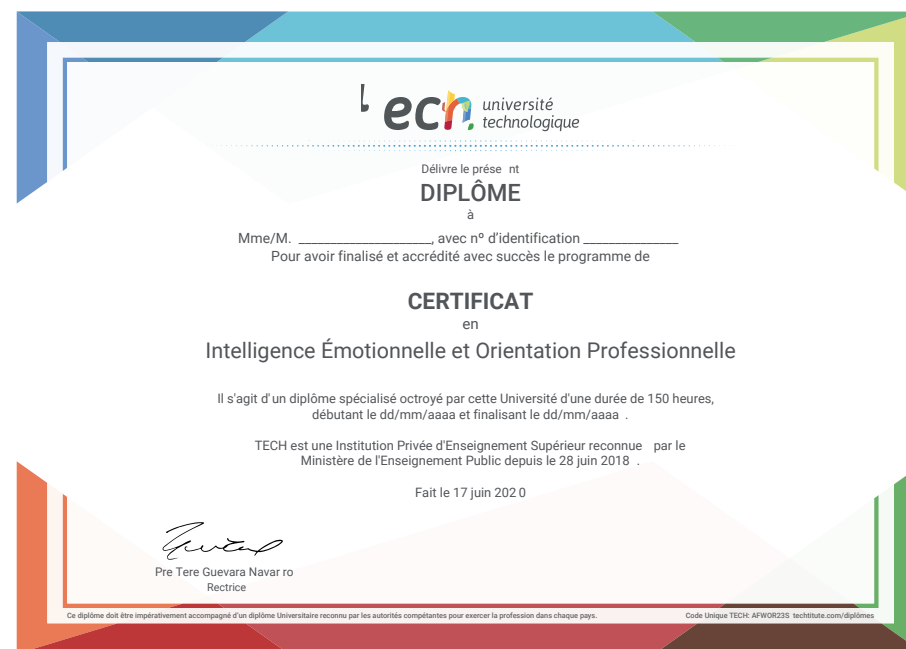 tech université
technologique
Délivre le présent
DIPLÔME
à
Mme/M. ____________________, avec nº d'identification ______________
Pour avoir finalisé et accrédité avec succès le programme de
CERTIFICAT
en
Intelligence Émotionnelle et Orientation Professionnelle
Il s'agit d'un diplôme spécialisé octroyé par cette Université d'une durée de 150 heures,
débutant le dd/mm/aaaa et finalisant le dd/mm/aaaa .
TECH est une Institution Privée d'Enseignement Supérieur reconnue par le
Ministère de l'Enseignement Public depuis le 28 juin 2018 .
Fait le 17 juin 2020
Pre Tere Guevara Navarro
Rectrice
Ce diplôme doit être impérativement accompagné d'un diplôme Universitaire reconnu par les autorités compétantes pour exercer la profession dans chaque pays.
Code Unique TECH: AFWOR23S techtitute.com/diplômes